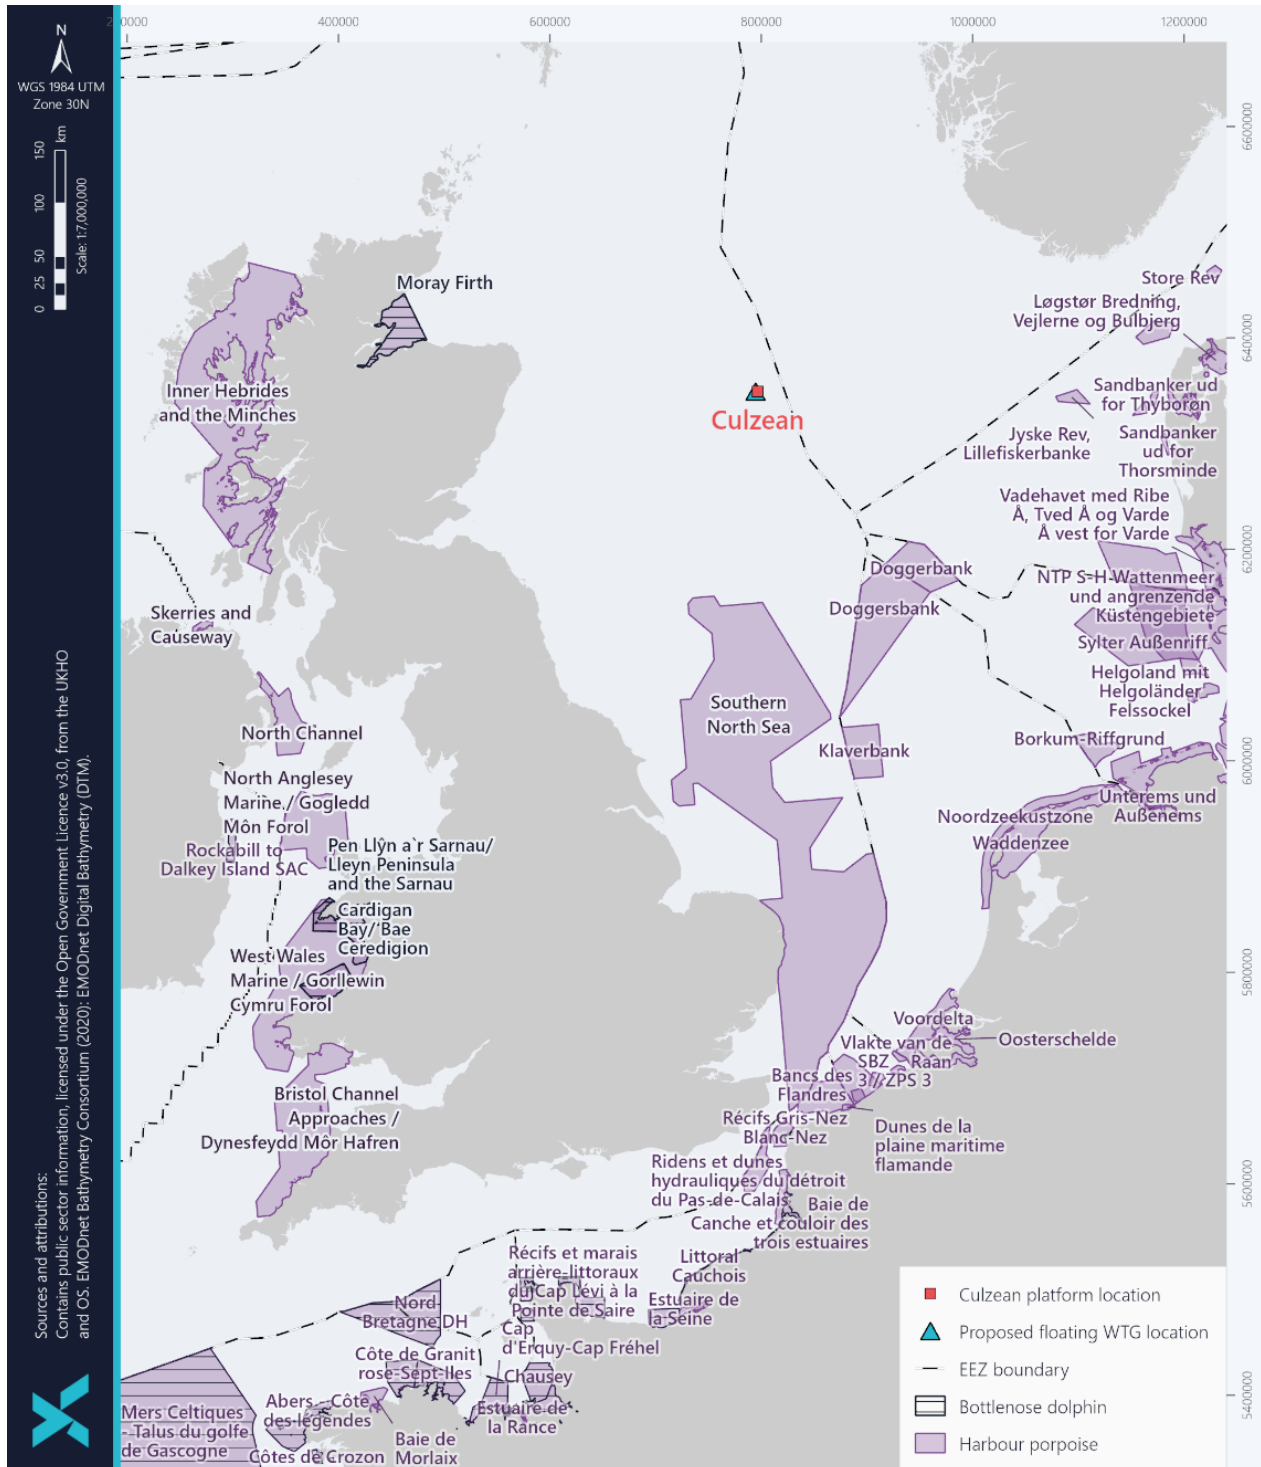 200000
400000
600000
800000
1000000
1200000
N
WGS 1984 UTM
Zone 30N
km
150
100
50
25
0
Scale: 1:7,000,000
Sources and attributions:
Contains public sector information, licensed under the Open Government Licence v3.0, from the UKHO
and OS. EMODnet Bathymetry Consortium (2020): EMODnet Digital Bathymetry (DTM).
6600000
6400000
6200000
6000000
5800000
5600000
5400000
Moray Firth
Store Rev
Løgstør Bredning,
Vejlerne og Bulbjerg
Inner Hebrides
and the Minches
Culzean
Sandbanker ud
for Thyborøn
Jyske Rev,
Lillefiskerbanke
Sandbanker
ud for
Thorsminde
Vadehavet med Ribe
Å, Tved Å og Varde
Å vest for Varde
Doggerbank
Doggersbank
NTP S-H Wattenmeer
und angrenzende
Küstengebiete
Skerries and
Causeway
Sylter Außenriff
Helgoland mit
Helgoländer
Felssockel
Southern
North Sea
North Channel
Klaverbank
Borkum-Riffgrund
North Anglesey
Marine / Gogledd
Môn Forol
Unterems und
Außenems
Noordzeekustzone
Waddenzee
Rockabill to
Dalkey Island SAC
Pen Llŷn a`r Sarnau/
Lleyn Peninsula
and the Sarnau
Cardigan
Bay/ Bae
Ceredigion
West Wales
Marine / Gorllewin
Cymru Forol
Voordelta
Oosterschelde
Vlakte van de
Raan
SBZ
3 / ZPS 3
Bancs des
Flandres
Bristol Channel
Approaches /
Dynesfeydd Môr Hafren
Récifs Gris-Nez
Blanc-Nez
Dunes de la
plaine maritime
flamande
Ridens et dunes
hydrauliques du détroit
du Pas-de-Calais
Baie de
Canche et couloir des
trois estuaires
Récifs et marais
arrière-littoraux
du Cap Lévi à la
Pointe de Saire
Littoral
Cauchois
Estuaire de
la Seine
Nord
Bretagne DH
Cap
d'Erquy-Cap Fréhel
Côte de Granit
rose-Sept-Iles
Chausey
Abers - Côte
des légendes
Estuaire de
la Rance
Mers Celtiques
- Talus du golfe
de Gascogne
Baie de
Morlaix
Côtes de Crozon
Culzean platform location
Proposed floating WTG location
EEZ boundary
Bottlenose dolphin
Harbour porpoise